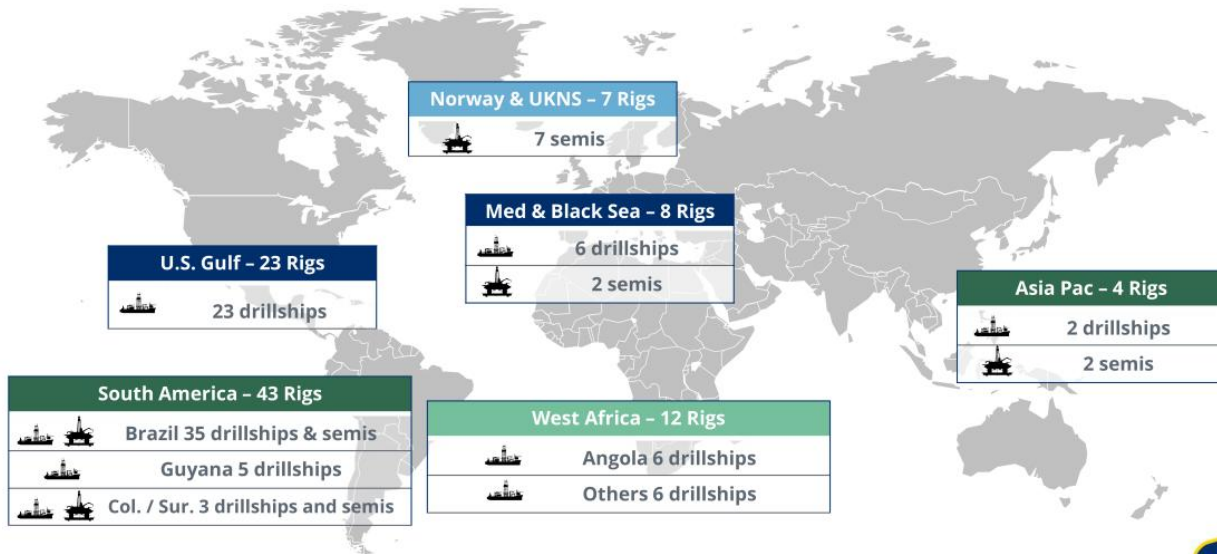 Norway & UKNS – 7 Rigs
7 semis
Med & Black Sea – 8 Rigs
6 drillships
2 semis
U.S. Gulf – 23 Rigs
23 drillships
Asia Pac – 4 Rigs
2 drillships
2 semis
South America – 43 Rigs
Brazil 35 drillships & semis
Guyana 5 drillships
Col. / Sur. 3 drillships and semis
West Africa – 12 Rigs
Angola 6 drillships
Others 6 drillships